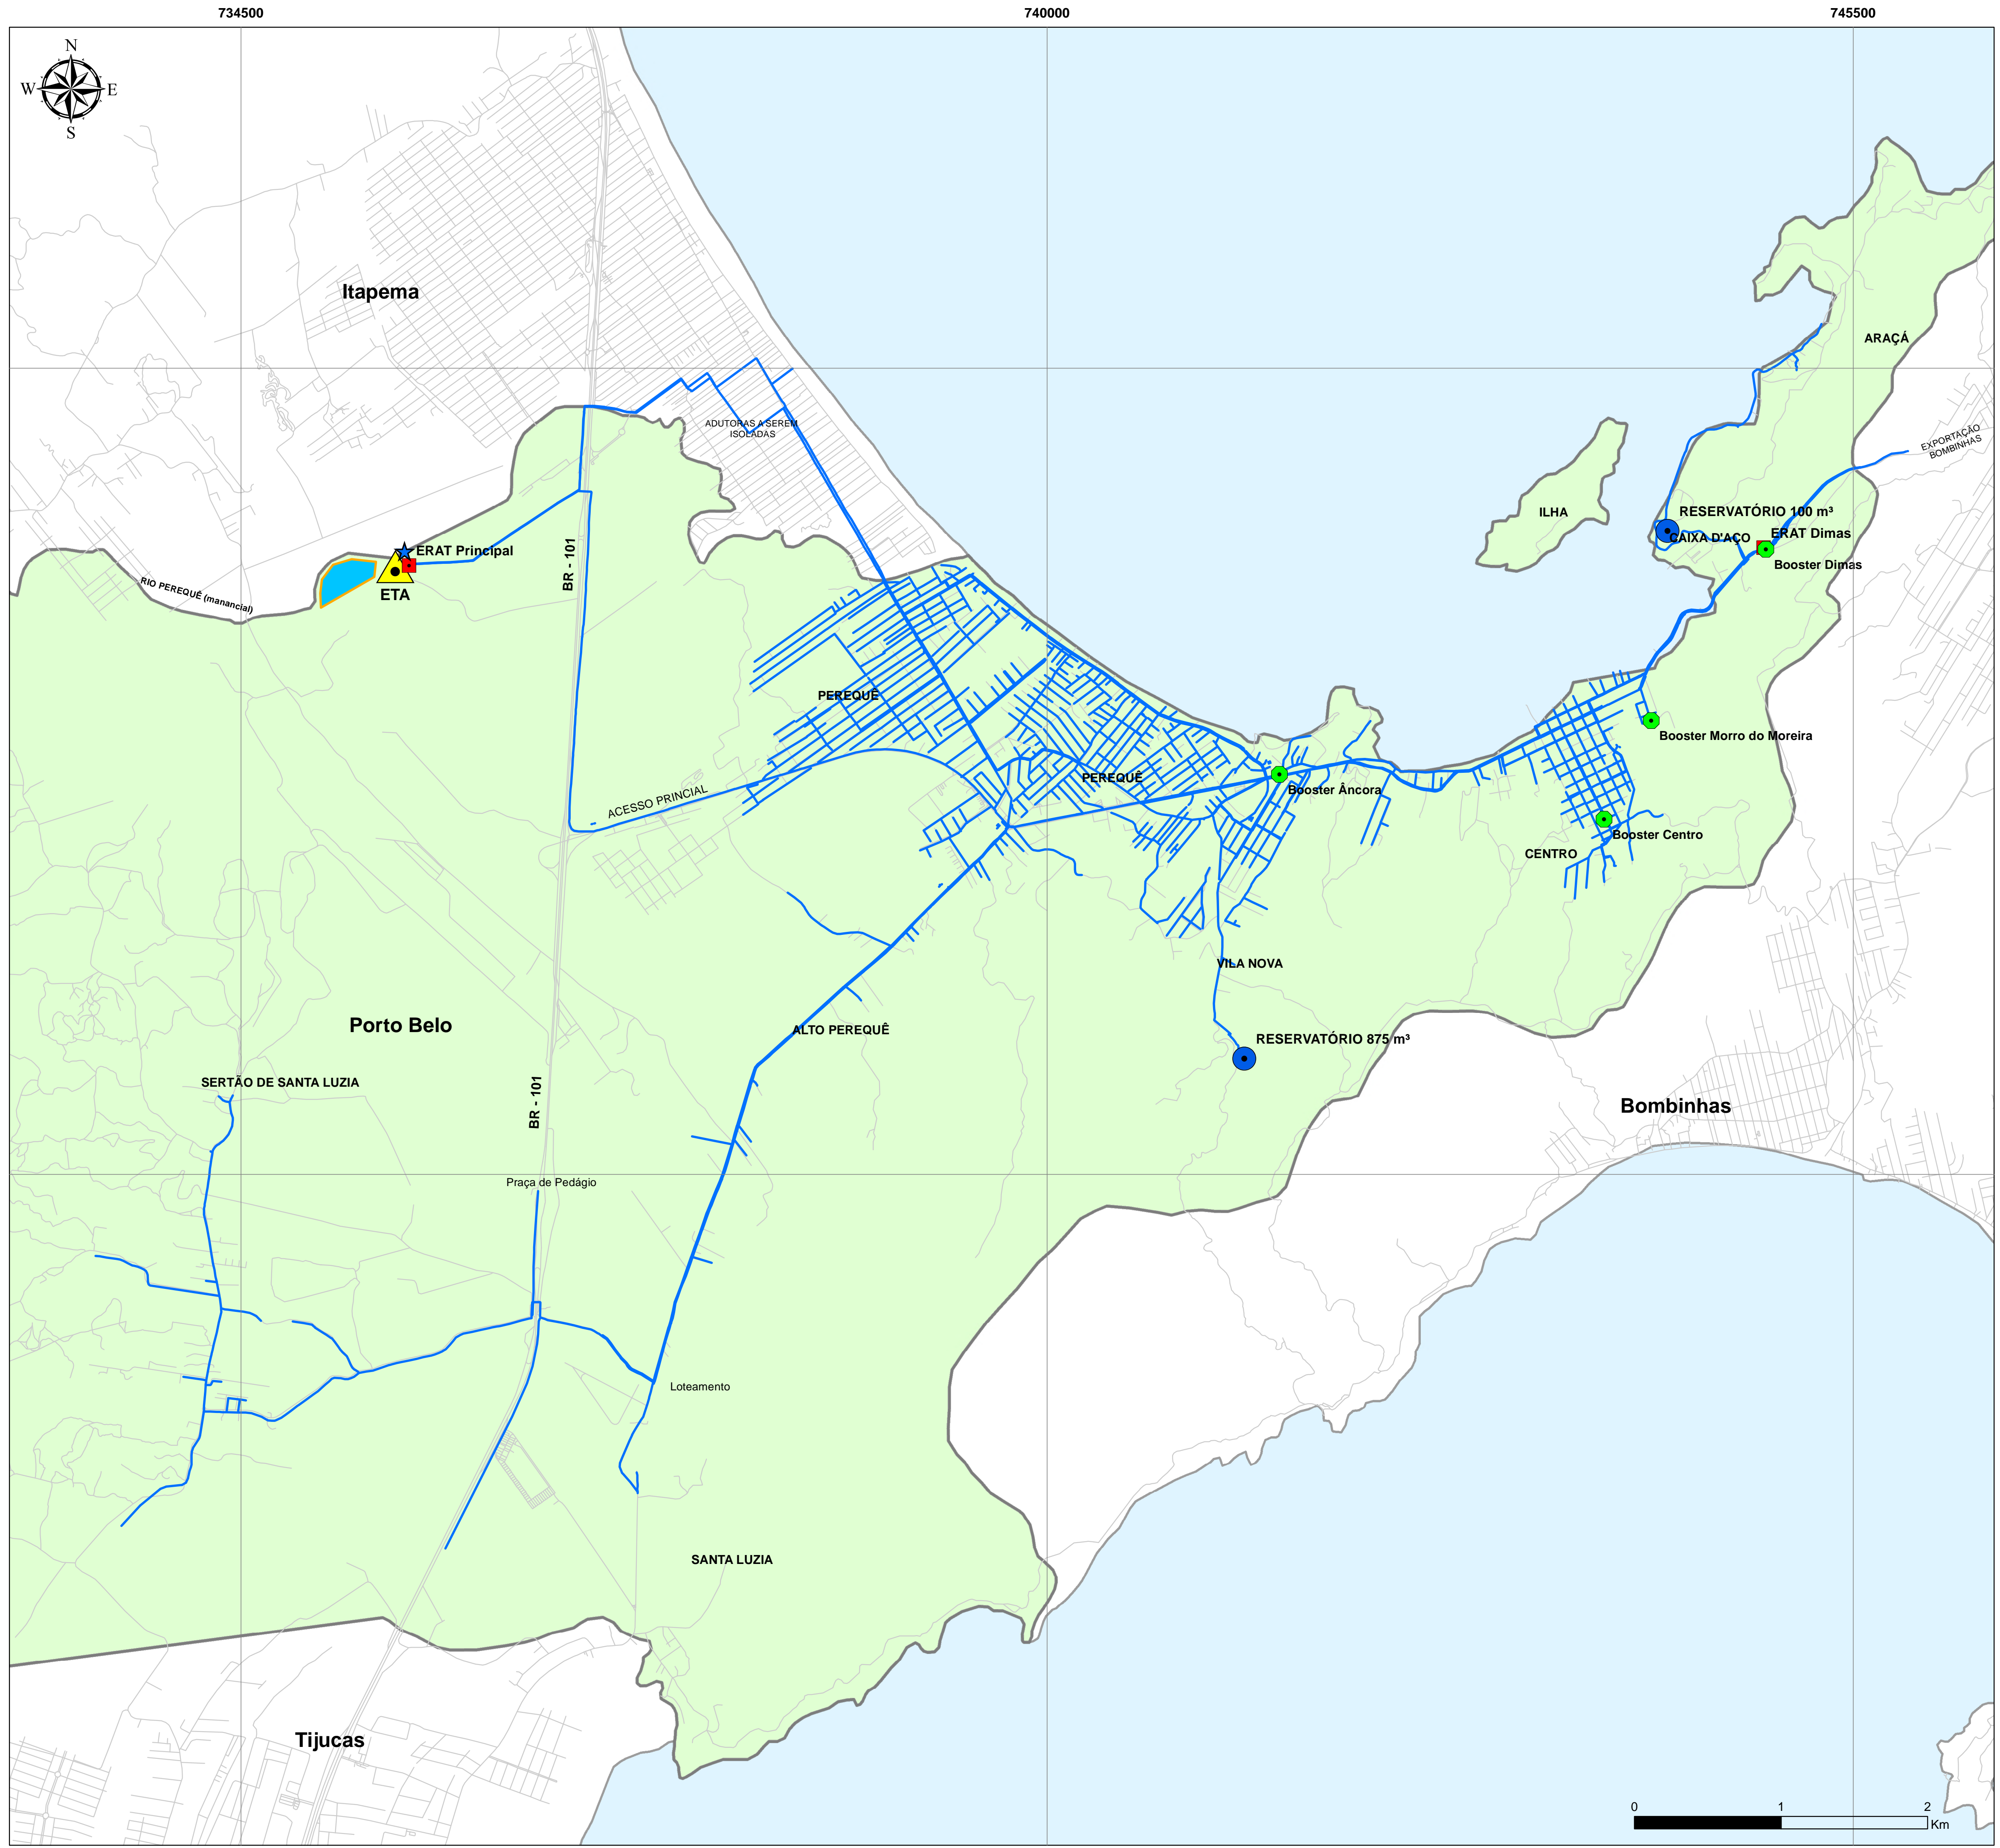 734500
740000
745500
N
W
E
S
Itapema
ARAÇÁ
ADUTORAS A SEREM
ISOLADAS
EXPORTAÇÃO
BOMBINHAS
RESERVATÓRIO 100 m³
ILHA
ERAT Dimas
CAIXA D'AÇO
ERAT Principal
BR - 101
Booster Dimas
RIO PEREQUÊ (manancial)
ETA
PEREQUÊ
Booster Morro do Moreira
PEREQUÊ
Booster Âncora
ACESSO PRINCIAL
Booster Centro
CENTRO
VILA NOVA
Porto Belo
ALTO PEREQUÊ
RESERVATÓRIO 875 m³
SERTÃO DE SANTA LUZIA
BR - 101
Bombinhas
Praça de Pedágio
Loteamento
SANTA LUZIA
Tijucas
0
1
2
Km